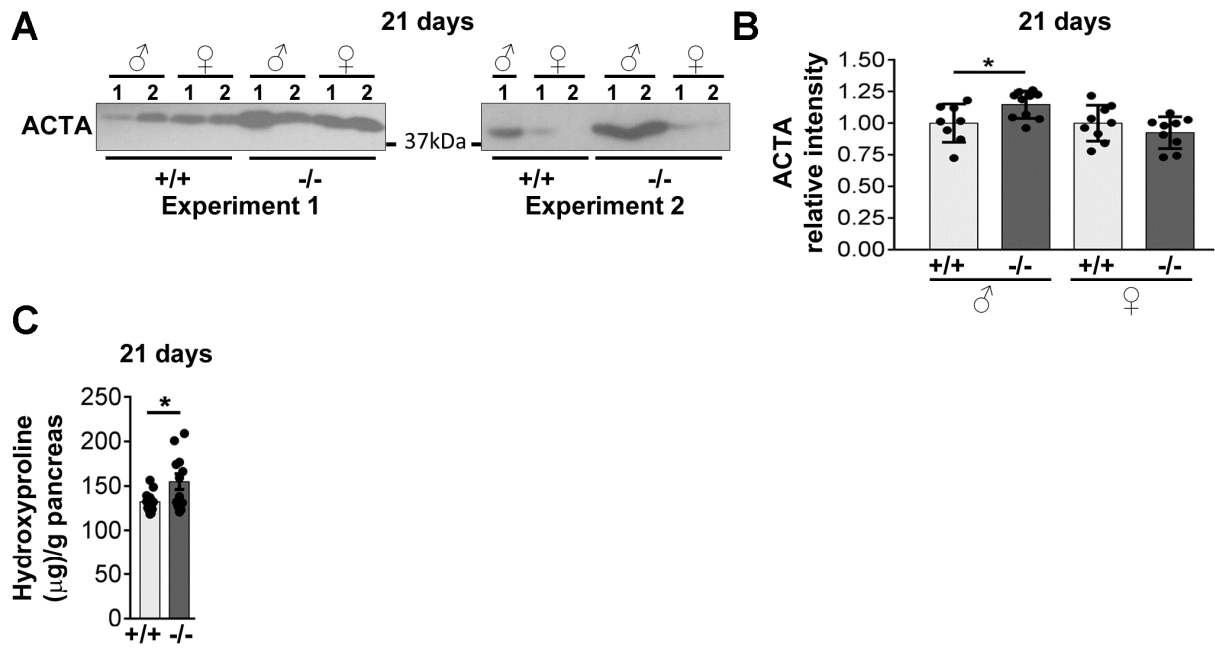 A
21 days
♂ ♀ ♂ ♀ ♂ ♀ ♂ ♀
1 2 1 2 1 2 1 2 1 1 2 1 2 1 2
ACTA
37kDa
+/+ -/- +/+ -/-
Experiment 1 Experiment 2
B
21 days
ACTA
relative intensity
1.50
1.25
1.00
0.75
0.50
0.25
0.00
*
+/+ -/- +/+ -/-
♂ ♀
C
21 days
Hydroxyproline
(μg)/g pancreas
250
200
150
100
50
0
*
+/+ -/-